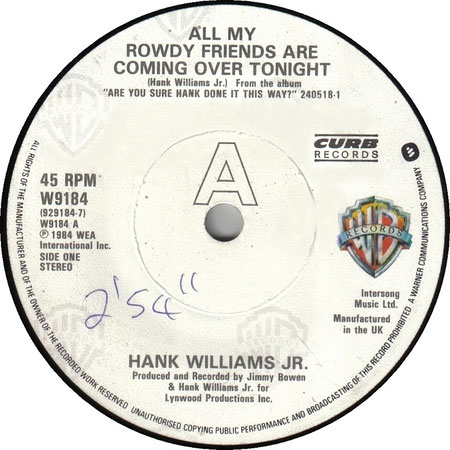 ALL MY
ROWDY FRIENDS ARE
COMING OVER TONIGHT
(Hank Williams Jr.) From the album
"ARE YOU SURE HANK DONE IT THIS WAY?" 240518-1
CURB
RECORDS
A
45 RPM
W9184
(929184-7)
W9184 A
℗ 1984 WEA
International Inc.
SIDE ONE
STEREO
WB
RECORDS
Intersong
Music Ltd.
Manufactured
in the UK
2'54"
HANK WILLIAMS JR.
Produced and Recorded by Jimmy Bowen
& Hank Williams Jr. for
Lynwood Productions Inc.
ALL RIGHTS OF THE MANUFACTURER AND OF THE OWNER OF THE RECORDED WORK RESERVED UNAUTHORISED COPYING PUBLIC PERFORMANCE AND BROADCASTING OF THIS RECORD PROHIBITED A WARNER COMMUNICATIONS COMPANY